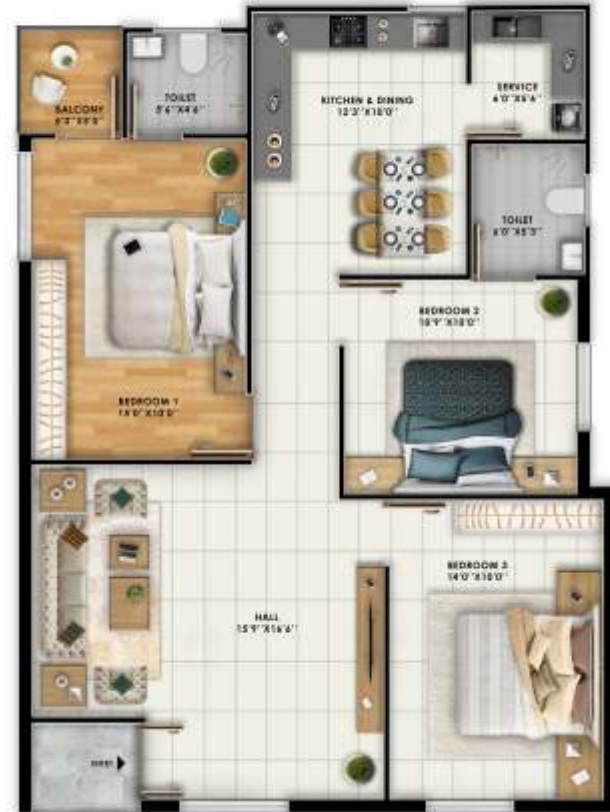 KITCHEN & DINING
12'3"X10'0"
SERVICE
6'0"X6'6"
TOILET
5'6"X4'6"
BALCONY
TOILET
6'0"X5'3"
BEDROOM 2
10'9"X10'0"
BEDROOM 1
14'0"X10'0"
BEDROOM 3
14'0"X10'0"
HALL
15'9"X16'6"